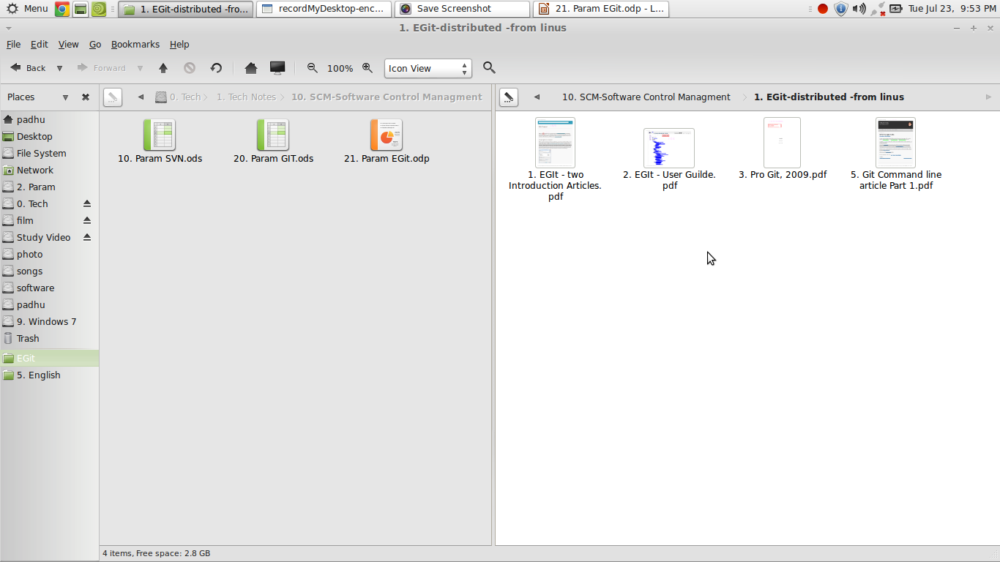 Menu
1. EGit-distributed -fro...
recordMyDesktop-enc...
Save Screenshot
21. Param EGit.odp - L...
Tue Jul 23, 9:53 PM
1. EGit-distributed -from linus
File Edit View Go Bookmarks Help
Back Forward 100% Icon View
Places
0. Tech 1. Tech Notes 10. SCM-Software Control Managment
10. SCM-Software Control Managment 1. EGit-distributed -from linus
padhu
Desktop
File System
Network
2. Param
0. Tech
film
Study Video
photo
songs
software
padhu
9. Windows 7
Trash
EGit
5. English
10. Param SVN.ods
20. Param GIT.ods
21. Param EGit.odp
1. EGIt - two
Introduction Articles.
pdf
2. EGIt - User Guilde.
pdf
3. Pro Git, 2009.pdf
5. Git Command line
article Part 1.pdf
4 items, Free space: 2.8 GB